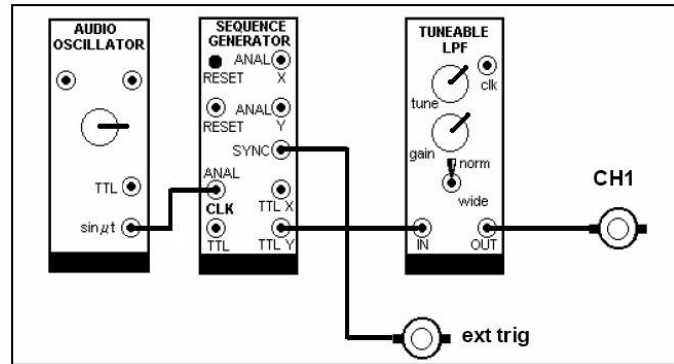 AUDIO
OSCILLATOR
TTL
sinμt
SEQUENCE
GENERATOR
ANAL
RESET X
ANAL
RESET Y
SYNC
ANAL
CLK TTL X
TTL TTL Y
TUNEABLE
LPF
clk
tune
gain
norm
wide
IN OUT
CH1
ext trig